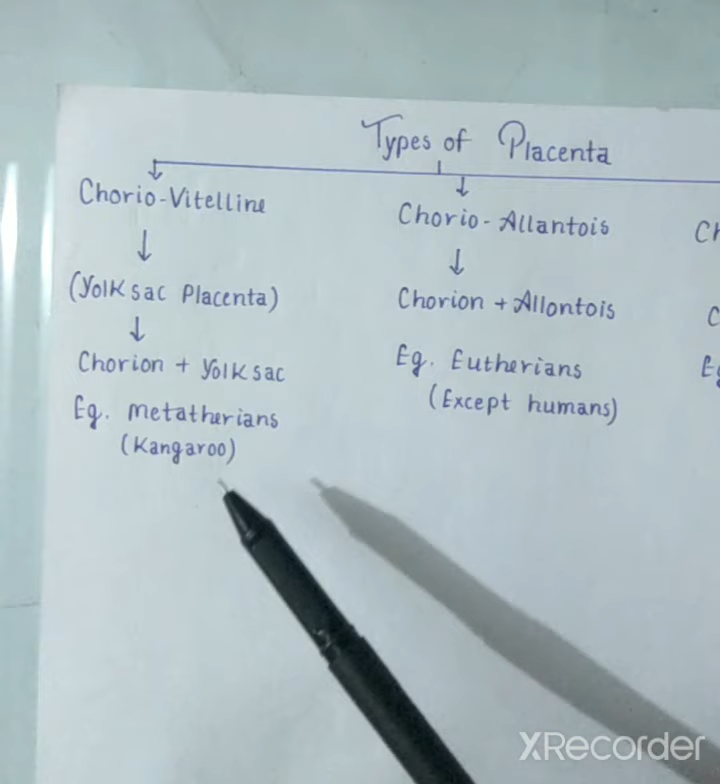 Types of Placenta
Chorio-Vitelline
(Yolk sac Placenta)
Chorion + Yolk sac
Eg. metatherians
(Kangaroo)
Chorio-Allantois
Chorion + Allontois
Eg. Eutherians
(Except humans)
XRecorder